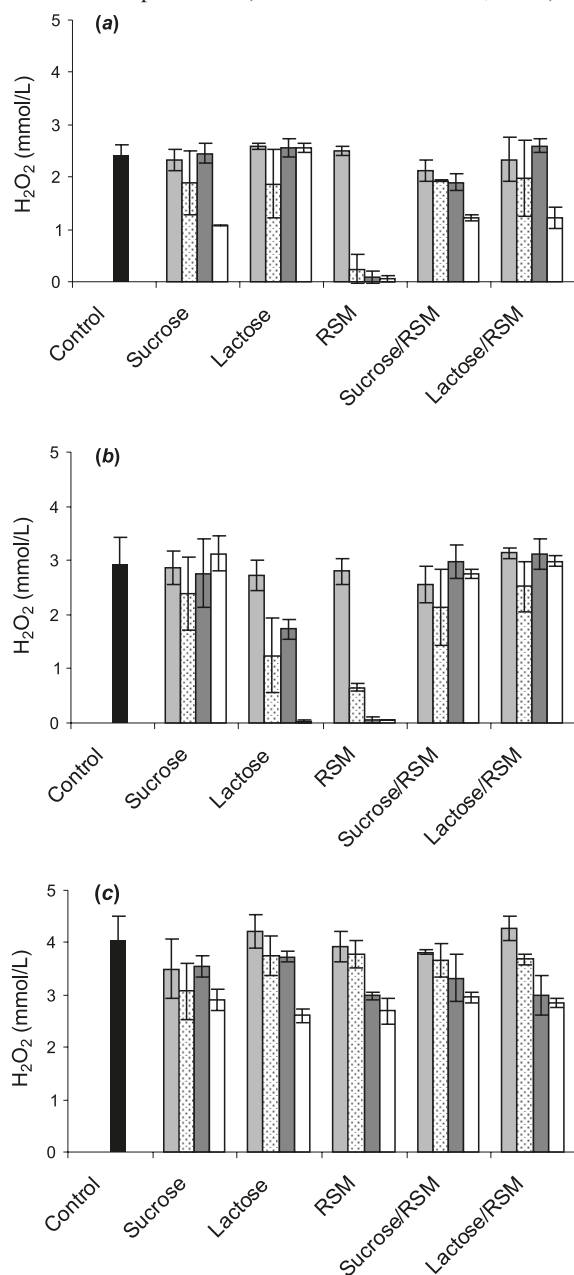 (a)
5
4
3
2
1
0
H₂O₂ (mmol/L)
Control
Sucrose
Lactose
RSM
Sucrose/RSM
Lactose/RSM
(b)
5
4
3
2
1
0
H₂O₂ (mmol/L)
Control
Sucrose
Lactose
RSM
Sucrose/RSM
Lactose/RSM
(c)
5
4
3
2
1
0
H₂O₂ (mmol/L)
Control
Sucrose
Lactose
RSM
Sucrose/RSM
Lactose/RSM